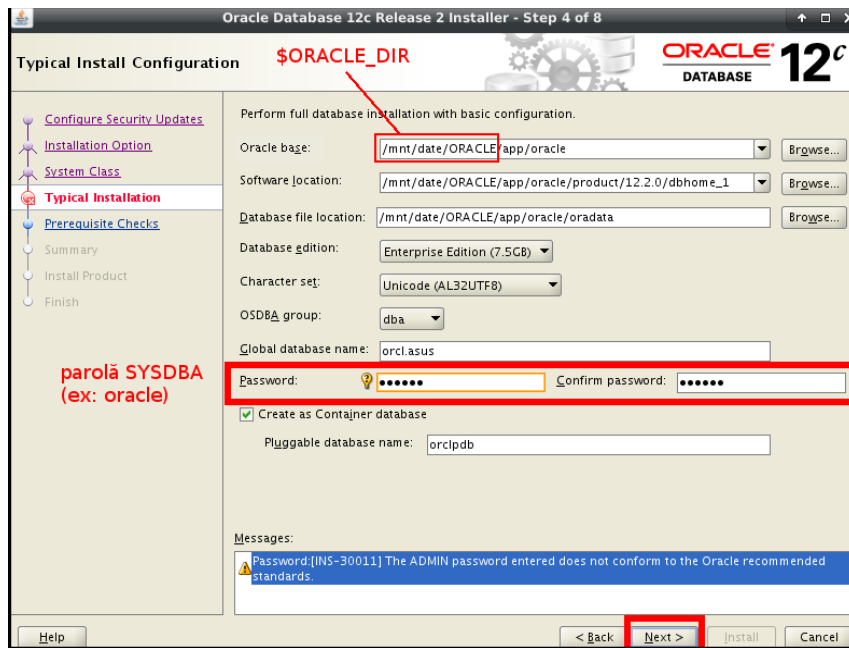 Oracle Database 12c Release 2 Installer - Step 4 of 8
Typical Install Configuration
$ORACLE_DIR
ORACLE
DATABASE
12c
Configure Security Updates
Installation Option
System Class
Typical Installation
Prerequisite Checks
Summary
Install Product
Finish
parolă SYSDBA
(ex: oracle)
Perform full database installation with basic configuration.
Oracle base: /mnt/date/ORACLE/app/oracle Browse...
Software location: /mnt/date/ORACLE/app/oracle/product/12.2.0/dbhome_1 Browse...
Database file location: /mnt/date/ORACLE/app/oracle/oradata Browse...
Database edition: Enterprise Edition (7.5GB)
Character set: Unicode (AL32UTF8)
OSDBA group: dba
Global database name: orcl.asus
Password: •••••• Confirm password: ••••••
Create as Container database
Pluggable database name: orclpdb
Messages:
Password:[INS-30011] The ADMIN password entered does not conform to the Oracle recommended
standards.
Help < Back Next > Install Cancel